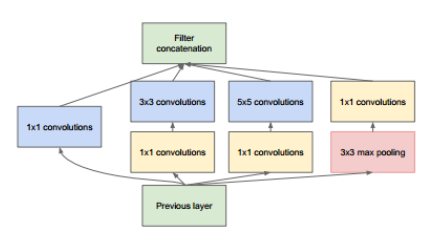 Filter
concatenation
3x3 convolutions
5x5 convolutions
1x1 convolutions
1x1 convolutions
1x1 convolutions
1x1 convolutions
3x3 max pooling
Previous layer